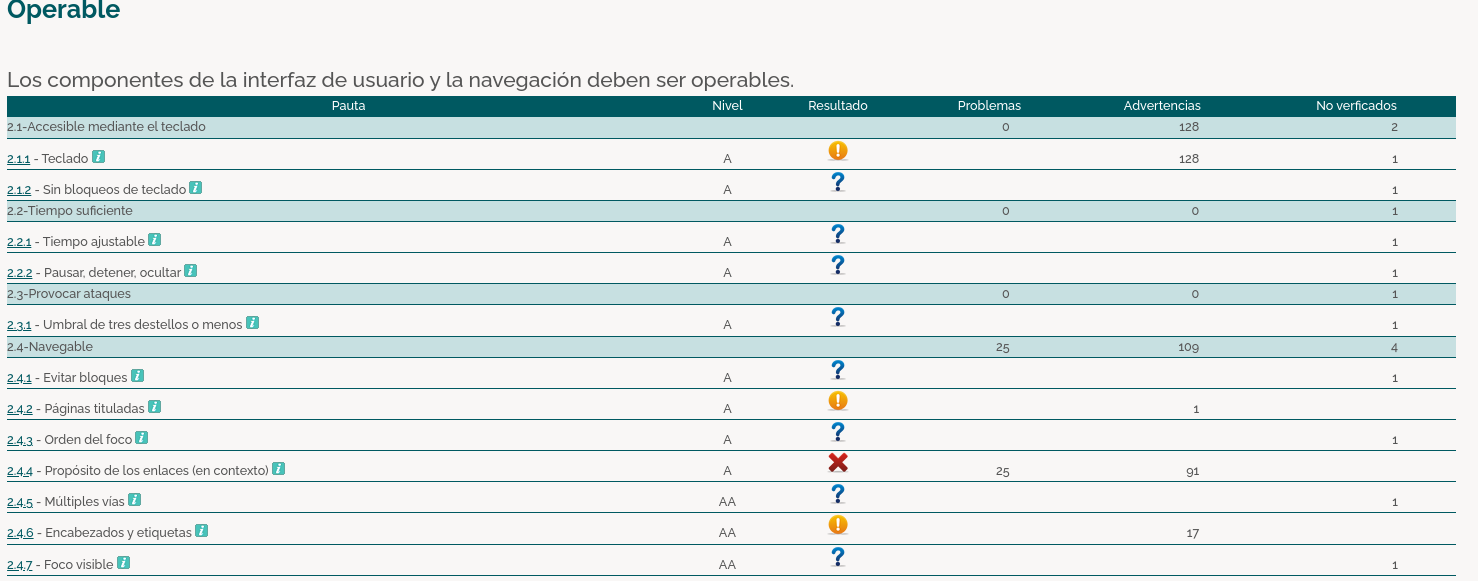 Operable
Los componentes de la interfaz de usuario y la navegación deben ser operables.
Pauta Nivel Resultado Problemas Advertencias No verficados
2.1-Accesible mediante el teclado 0 128 2
2.1.1 - Teclado i A ! 128 1
2.1.2 - Sin bloqueos de teclado i A ? 1
2.2-Tiempo suficiente 0 0 1
2.2.1 - Tiempo ajustable i A ? 1
2.2.2 - Pausar, detener, ocultar i A ? 1
2.3-Provocar ataques 0 0 1
2.3.1 - Umbral de tres destellos o menos i A ? 1
2.4-Navegable 25 109 4
2.4.1 - Evitar bloques i A ? 1
2.4.2 - Páginas tituladas i A ! 1
2.4.3 - Orden del foco i A ? 1
2.4.4 - Propósito de los enlaces (en contexto) i A 25 91
2.4.5 - Múltiples vías i AA ? 1
2.4.6 - Encabezados y etiquetas i AA ! 17
2.4.7 - Foco visible i AA ? 1